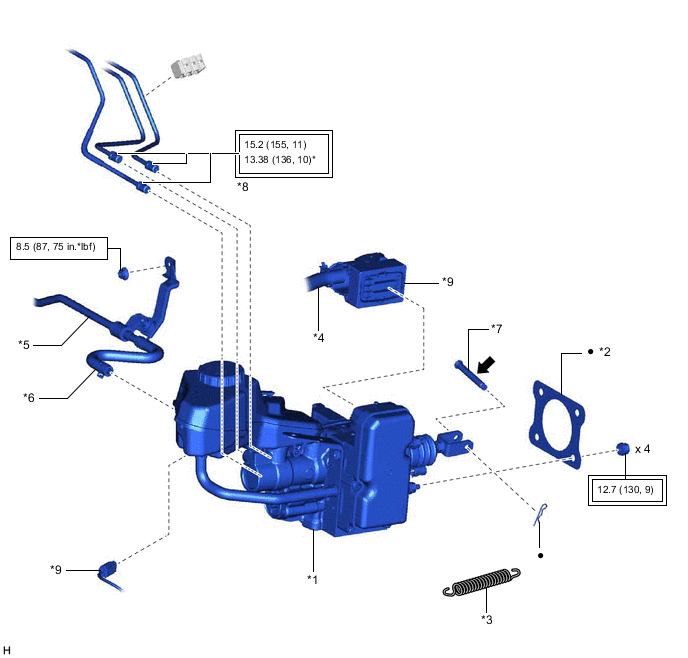 15.2 (155, 11)
13.38 (136, 10)*
*8
8.5 (87, 75 in.*lbf)
*9
*4
*7
*5
● *2
*6
x 4
12.7 (130, 9)
*9
*1
●
*3
H